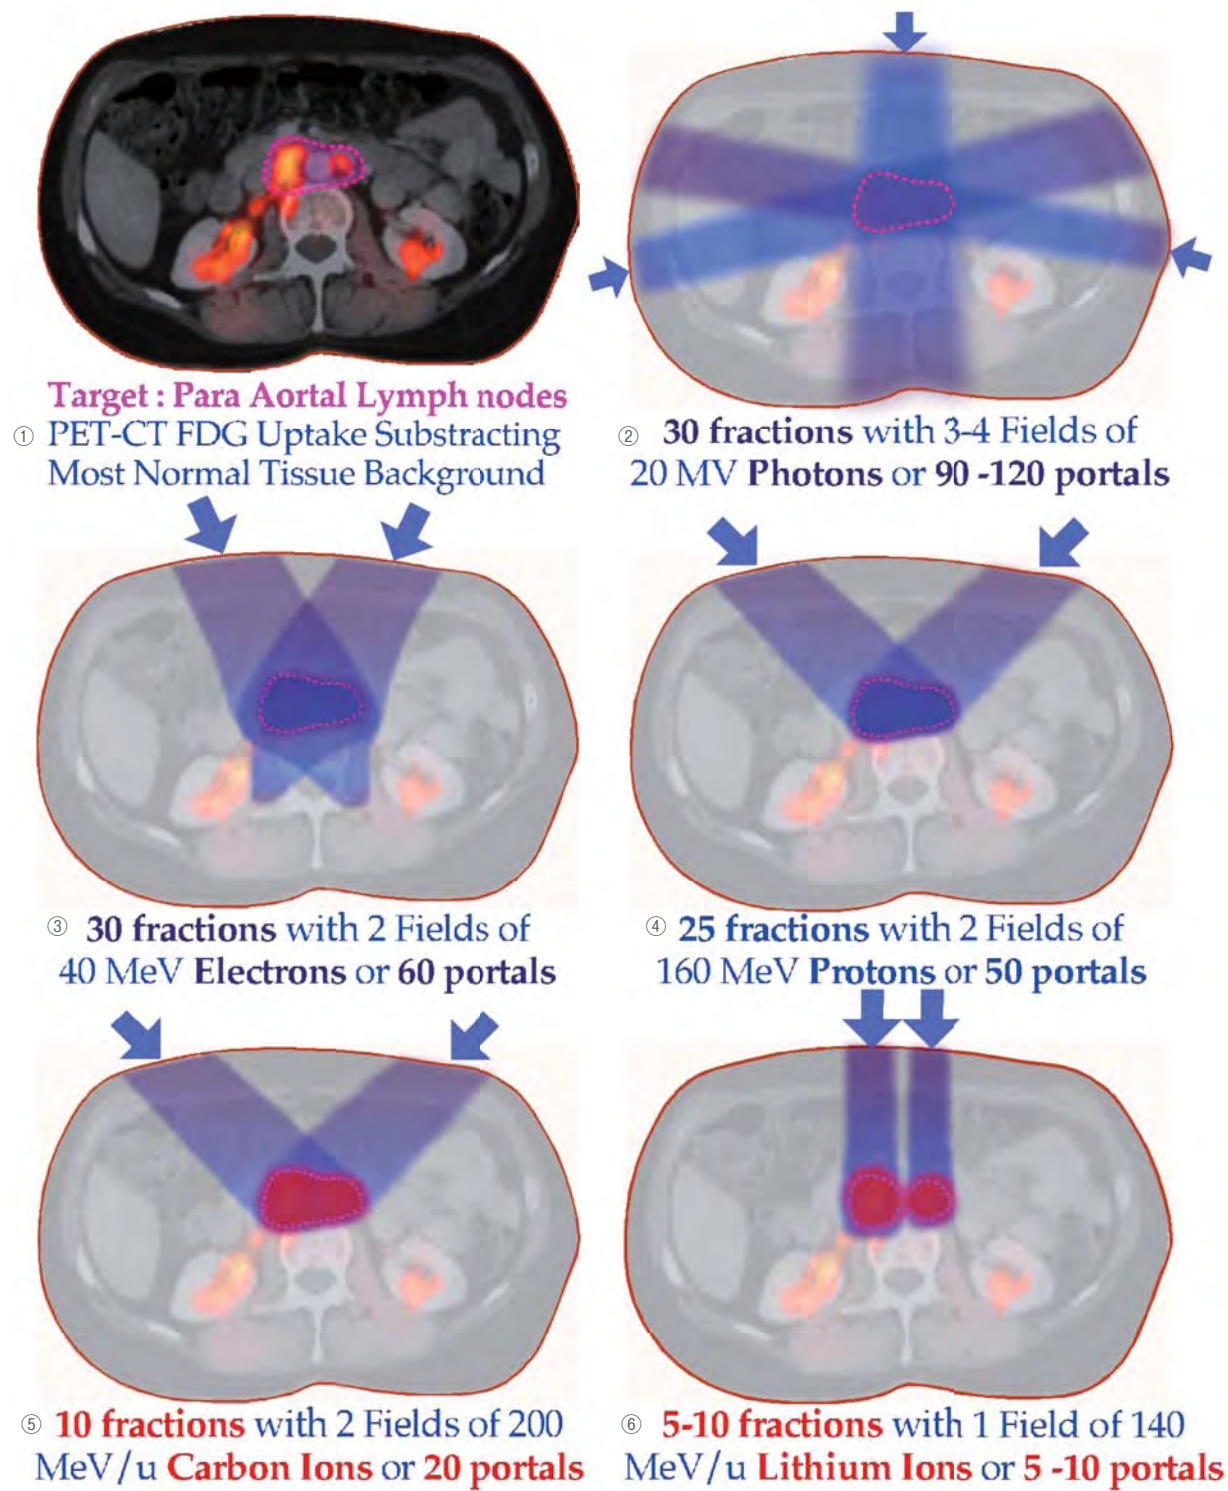 Target : Para Aortal Lymph nodes
① PET-CT FDG Uptake Substracting
Most Normal Tissue Background
② 30 fractions with 3-4 Fields of
20 MV Photons or 90 -120 portals
③ 30 fractions with 2 Fields of
40 MeV Electrons or 60 portals
④ 25 fractions with 2 Fields of
160 MeV Protons or 50 portals
⑤ 10 fractions with 2 Fields of 200
MeV/u Carbon Ions or 20 portals
⑥ 5-10 fractions with 1 Field of 140
MeV/u Lithium Ions or 5 -10 portals